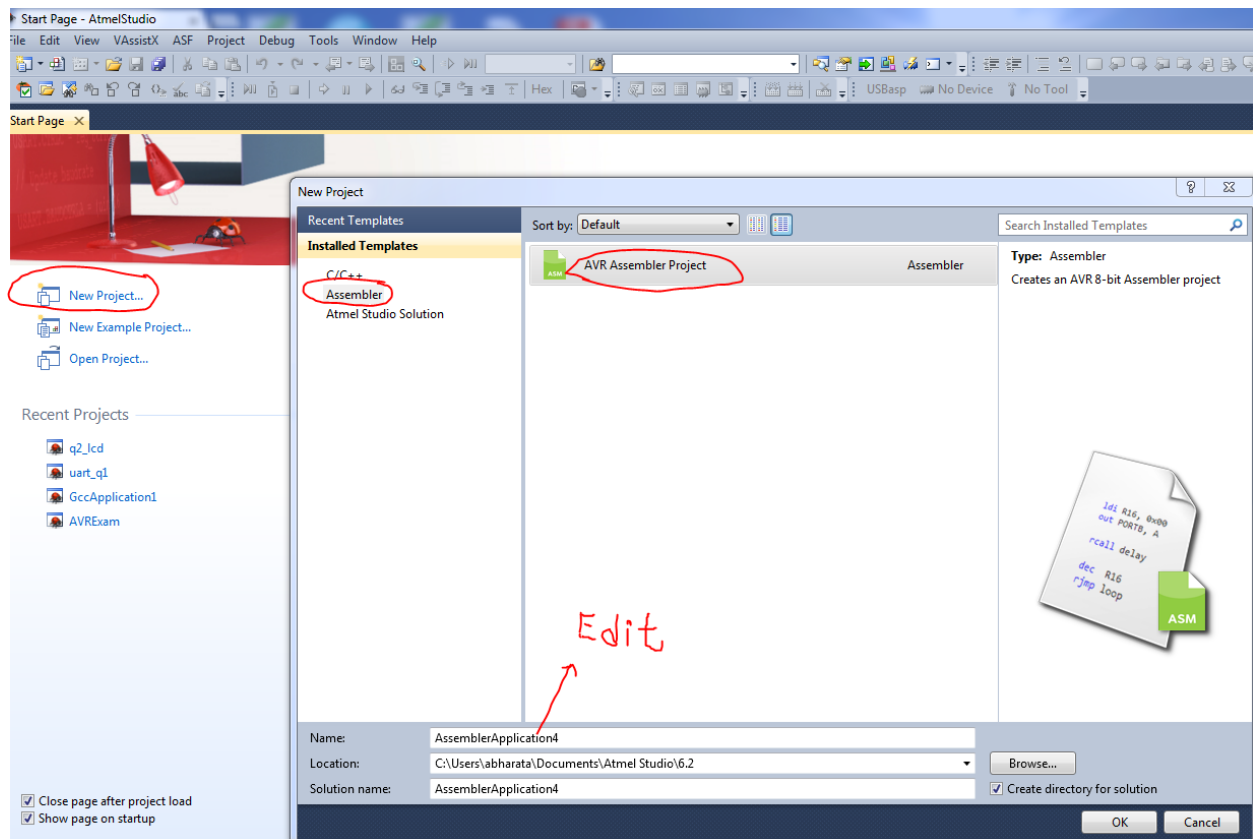 Start Page - AtmelStudio
File Edit View VAssistX ASF Project Debug Tools Window Help
Hex USBasp No Device No Tool
Start Page
New Project
Recent Templates
Installed Templates
C/C++
Assembler
Atmel Studio Solution
Sort by: Default
AVR Assembler Project Assembler
ASM
Search Installed Templates
Type: Assembler
Creates an AVR 8-bit Assembler project
New Project...
New Example Project...
Open Project...
Recent Projects
q2_lcd
uart_q1
GccApplication1
AVRExam
ldi R16, 0x00
out PORTB, A
rcall delay
dec R16
rjmp loop
ASM
Edit
Name: AssemblerApplication4
Location: C:\Users\abharata\Documents\Atmel Studio\6.2 Browse...
Solution name: AssemblerApplication4 Create directory for solution
Close page after project load
Show page on startup
OK Cancel